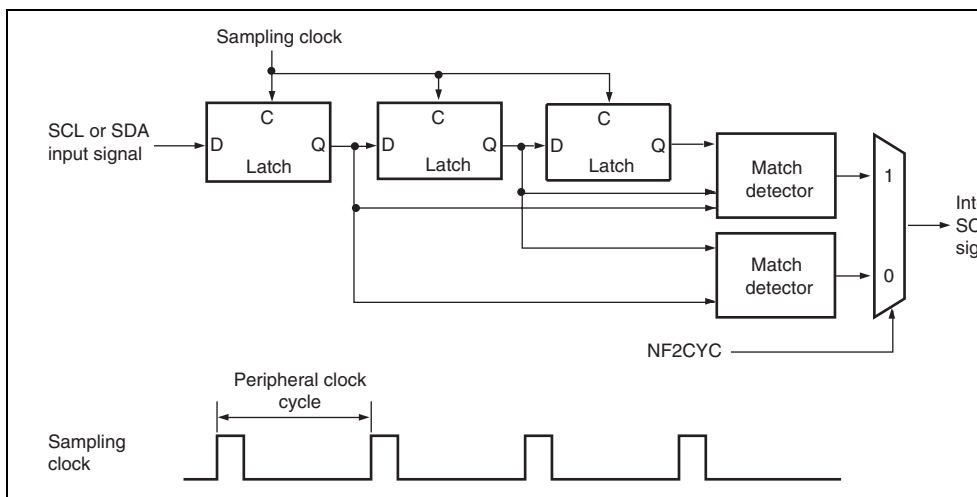 Sampling clock
SCL or SDA
input signal
C
D
Q
Latch
C
D
Q
Latch
C
D
Q
Latch
Match
detector
1
Match
detector
0
NF2CYC
Peripheral clock
cycle
Sampling
clock